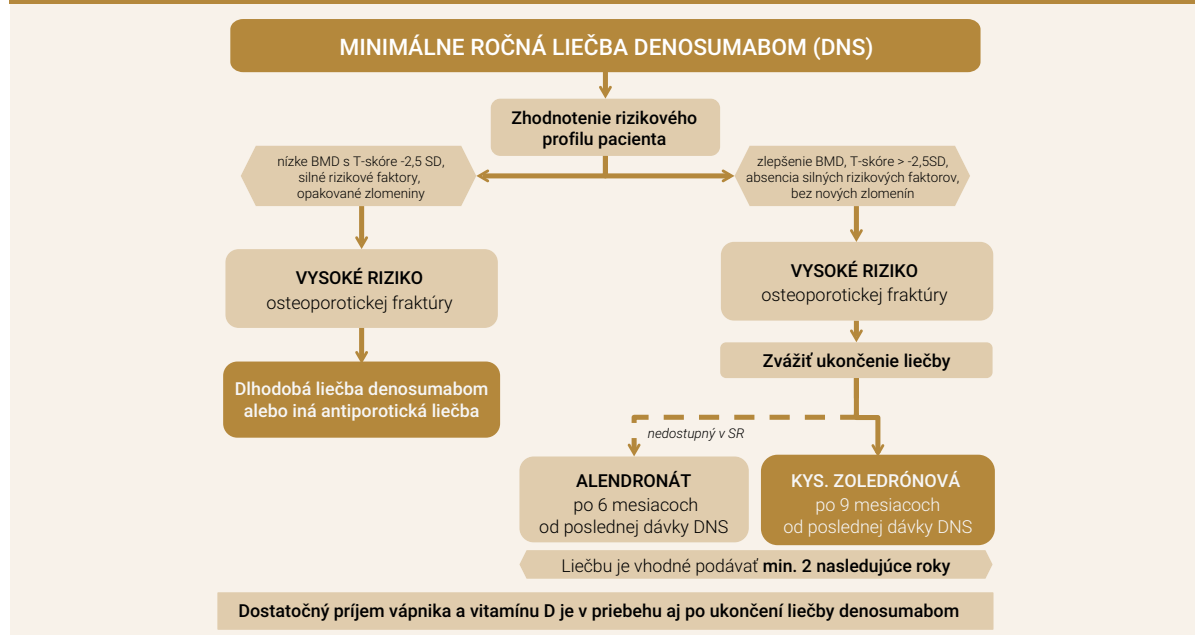 MINIMÁLNE ROČNÁ LIEČBA DENOSUMABOM (DNS)
Zhodnotenie rizikového
profilu pacienta
nízke BMD s T-skóre -2,5 SD,
silné rizikové faktory,
opakované zlomeniny
zlepšenie BMD, T-skóre > -2,5SD,
absencia silných rizikových faktorov,
bez nových zlomenín
VYSOKÉ RIZIKO
osteoporotickej fraktúry
VYSOKÉ RIZIKO
osteoporotickej fraktúry
Dlhodobá liečba denosumabom
alebo iná antiporotická liečba
Zvážiť ukončenie liečby
nedostupný v SR
ALENDRONÁT
po 6 mesiacoch
od poslednej dávky DNS
KYS. ZOLEDRÓNOVÁ
po 9 mesiacoch
od poslednej dávky DNS
Liečbu je vhodné podávať min. 2 nasledujúce roky
Dostatočný príjem vápnika a vitamínu D je v priebehu aj po ukončení liečby denosumabom